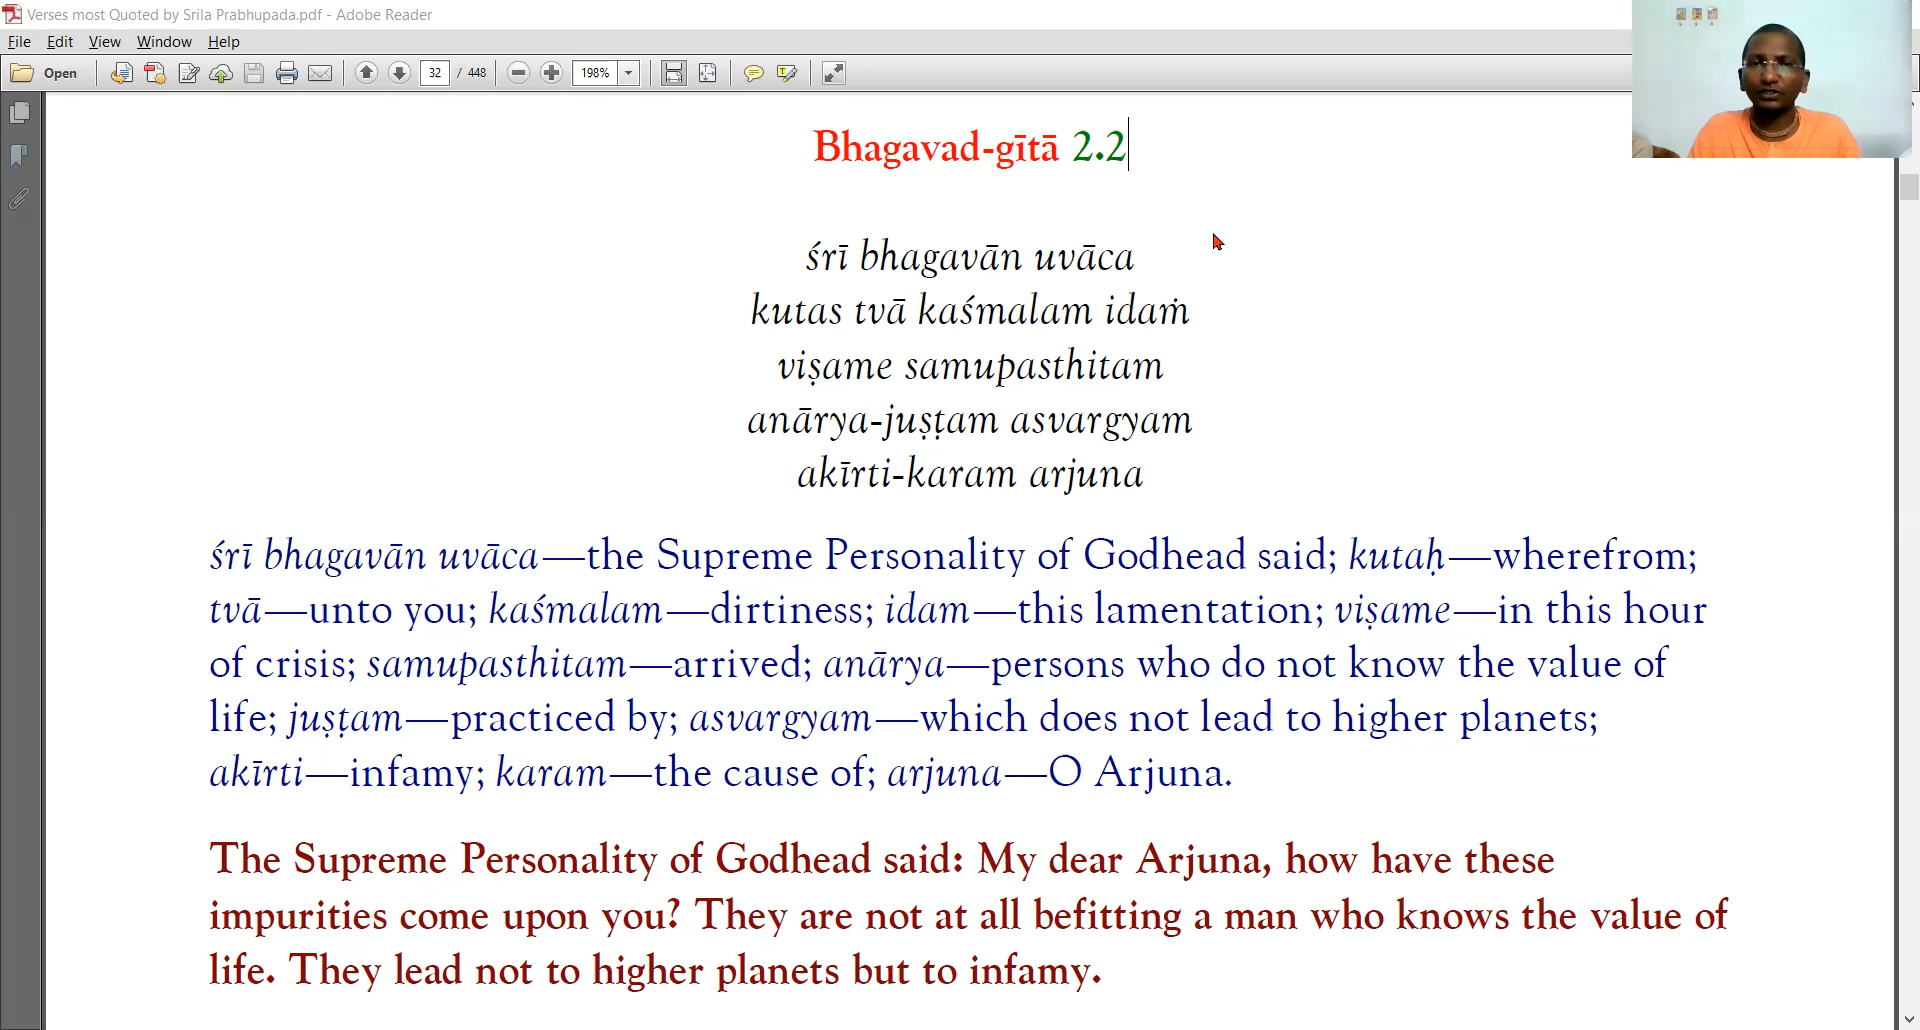 Verses most Quoted by Srila Prabhupada.pdf - Adobe Reader
File Edit View Window Help
Open 32 / 448 198%
Bhagavad-gītā 2.2
śrī bhagavān uvāca
kutas tvā kaśmalam idaṁ
viṣame samupasthitam
anārya-juṣṭam asvargyam
akīrti-karam arjuna
śrī bhagavān uvāca—the Supreme Personality of Godhead said; kutaḥ—wherefrom;
tvā—unto you; kaśmalam—dirtiness; idam—this lamentation; viṣame—in this hour
of crisis; samupasthitam—arrived; anārya—persons who do not know the value of
life; juṣṭam—practiced by; asvargyam—which does not lead to higher planets;
akīrti—infamy; karam—the cause of; arjuna—O Arjuna.
The Supreme Personality of Godhead said: My dear Arjuna, how have these
impurities come upon you? They are not at all befitting a man who knows the value of
life. They lead not to higher planets but to infamy.